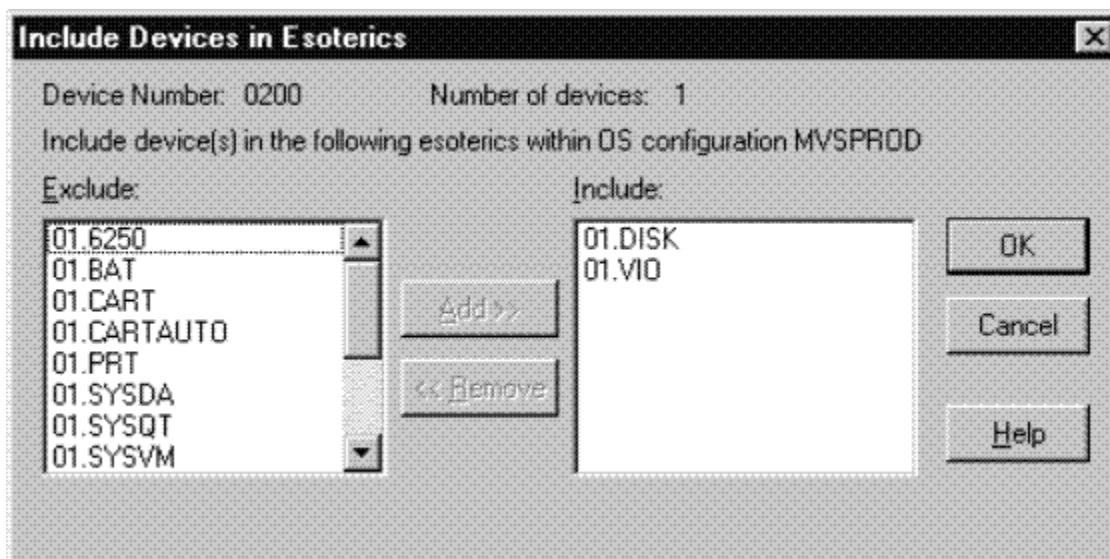 Include Devices in Esoterics
Device Number: 0200 Number of devices: 1
Include device(s) in the following esoterics within OS configuration MVSPROD
Exclude:
01.6250
01.BAT
01.CART
01.CARTAUTO
01.PRT
01.SYSDA
01.SYSQT
01.SYSVM
Add >>
<< Remove
Include:
01.DISK
01.VIO
OK
Cancel
Help